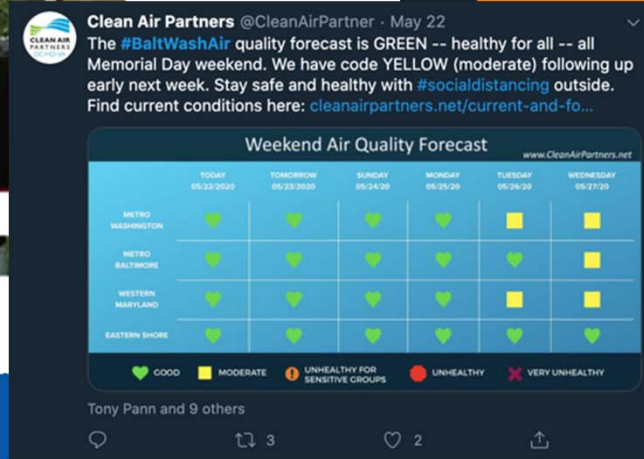 CLEAN AIR
PARTNERS
Clean Air Partners @CleanAirPartner · May 22
The #BaltWashAir quality forecast is GREEN -- healthy for all -- all
Memorial Day weekend. We have code YELLOW (moderate) following up
early next week. Stay safe and healthy with #socialdistancing outside.
Find current conditions here: cleanairpartners.net/current-and-fo...
Weekend Air Quality Forecast
www.CleanAirPartners.net
TODAY TOMORROW SUNDAY MONDAY TUESDAY WEDNESDAY
05/22/2020 05/23/2020 05/24/20 05/25/20 05/26/20 05/27/20
METRO
WASHINGTON
METRO
BALTIMORE
WESTERN
MARYLAND
EASTERN SHORE
GOOD MODERATE UNHEALTHY FOR
SENSITIVE GROUPS UNHEALTHY VERY UNHEALTHY
Tony Pann and 9 others
3 2